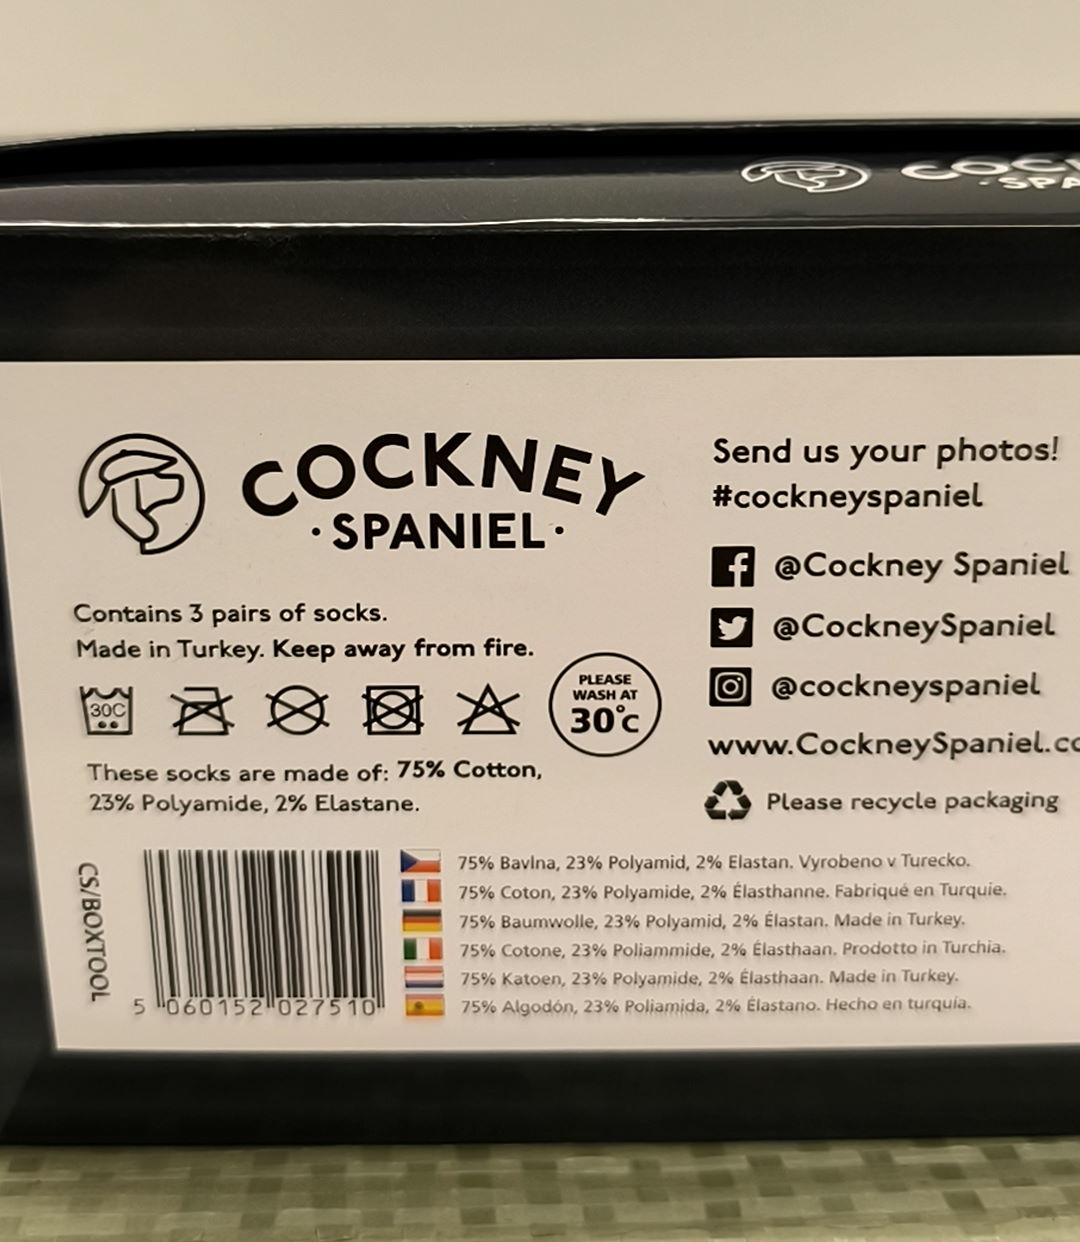 COCKNEY
· SPANIEL ·
Contains 3 pairs of socks.
Made in Turkey. Keep away from fire.
30C
PLEASE
WASH AT
30°c
These socks are made of: 75% Cotton,
23% Polyamide, 2% Elastane.
Send us your photos!
#cockneyspaniel
@Cockney Spaniel
@CockneySpaniel
@cockneyspaniel
www.CockneySpaniel.co
Please recycle packaging
CS/BOXTOOL
5 060152 027510
75% Bavlna, 23% Polyamid, 2% Elastan. Vyrobeno v Turecko.
75% Coton, 23% Polyamide, 2% Élasthanne. Fabriqué en Turquie.
75% Baumwolle, 23% Polyamid, 2% Élastan. Made in Turkey.
75% Cotone, 23% Poliammide, 2% Élasthaan. Prodotto in Turchia.
75% Katoen, 23% Polyamide, 2% Élasthaan. Made in Turkey.
75% Algodón, 23% Poliamida, 2% Élastano. Hecho en turquía.